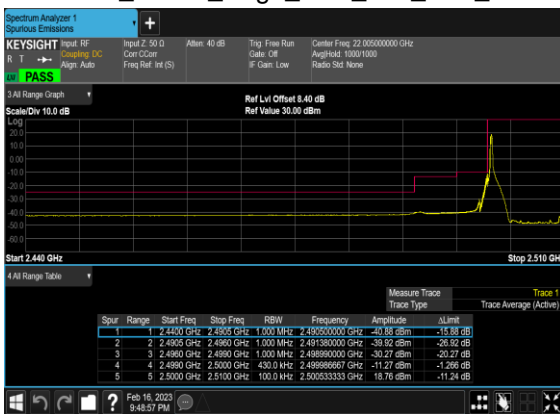 Spectrum Analyzer 1
Spurious Emissions
KEYSIGHT Input: RF Input Z: 50 Ω Atten: 40 dB Trig: Free Run Center Freq: 22.005000000 GHz
R T Coupling: DC Corr CCorr Gate: Off Avg|Hold: 1000/1000
Align: Auto Freq Ref: Int (S) IF Gain: Low Radio Std: None
PASS
3 All Range Graph
Ref Lvl Offset 8.40 dB
Scale/Div 10.0 dB Ref Value 30.00 dBm
Log
20.0
10.0
0.00
-10.0
-20.0
-30.0
-40.0
-50.0
-60.0
Start 2.440 GHz Stop 2.510 GH
4 All Range Table
Measure Trace Trace 1
Trace Type Trace Average (Active)
Spur Range Start Freq Stop Freq RBW Frequency Amplitude ΔLimit
1 1 2.4400 GHz 2.4905 GHz 1.000 MHz 2.490500000 GHz -40.88 dBm -15.88 dB
2 2 2.4905 GHz 2.4960 GHz 1.000 MHz 2.491380000 GHz -39.92 dBm -26.92 dB
3 3 2.4960 GHz 2.4990 GHz 1.000 MHz 2.498990000 GHz -30.27 dBm -20.27 dB
4 4 2.4990 GHz 2.5000 GHz 430.0 kHz 2.499986667 GHz -11.27 dBm -1.266 dB
5 5 2.5000 GHz 2.5100 GHz 100.0 kHz 2.500533333 GHz 18.76 dBm -11.24 dB
Feb 16, 2023
9:48:57 PM